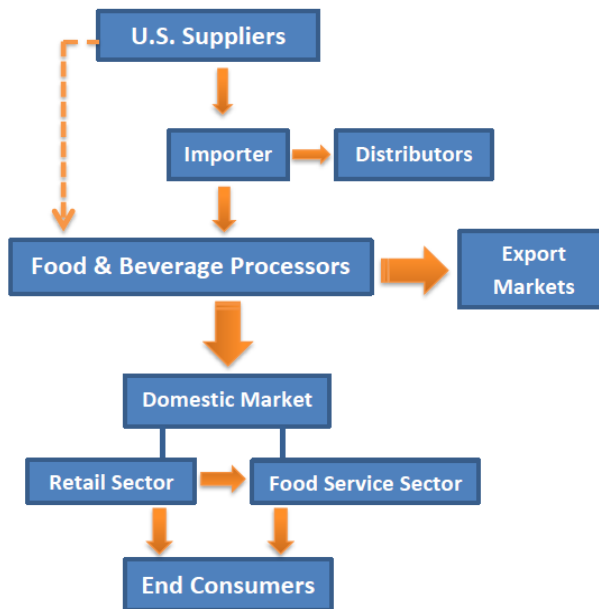 U.S. Suppliers
Importer
Distributors
Food & Beverage Processors
Export
Markets
Domestic Market
Retail Sector
Food Service Sector
End Consumers